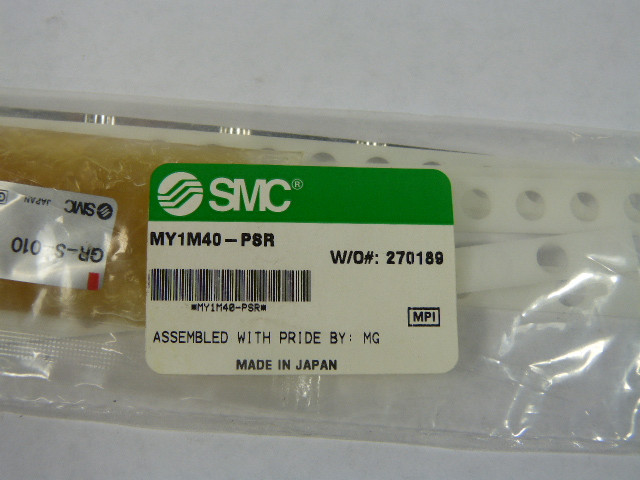 SMC®
MY1M40-PSR
W/O#: 270189
*MY1M40-PSR*
MPI
ASSEMBLED WITH PRIDE BY: MG
MADE IN JAPAN
SMC
JAPAN
GR-S-010